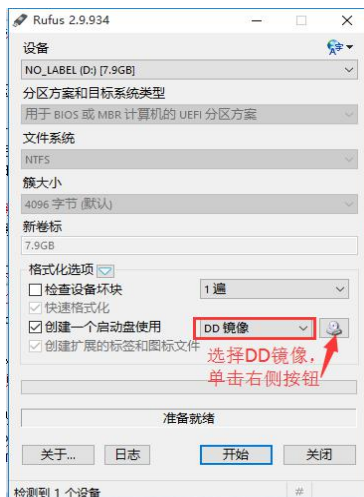 Rufus 2.9.934
设备
NO_LABEL (D:) [7.9GB]
分区方案和目标系统类型
用于 BIOS 或 MBR 计算机的 UEFI 分区方案
文件系统
NTFS
簇大小
4096 字节 (默认)
新卷标
7.9GB
格式化选项
检查设备坏块
1 遍
快速格式化
创建一个启动盘使用
DD 镜像
创建扩展的标签和图标文件
选择DD镜像,
单击右侧按钮
准备就绪
关于...
日志
开始
关闭
检测到 1 个设备
#